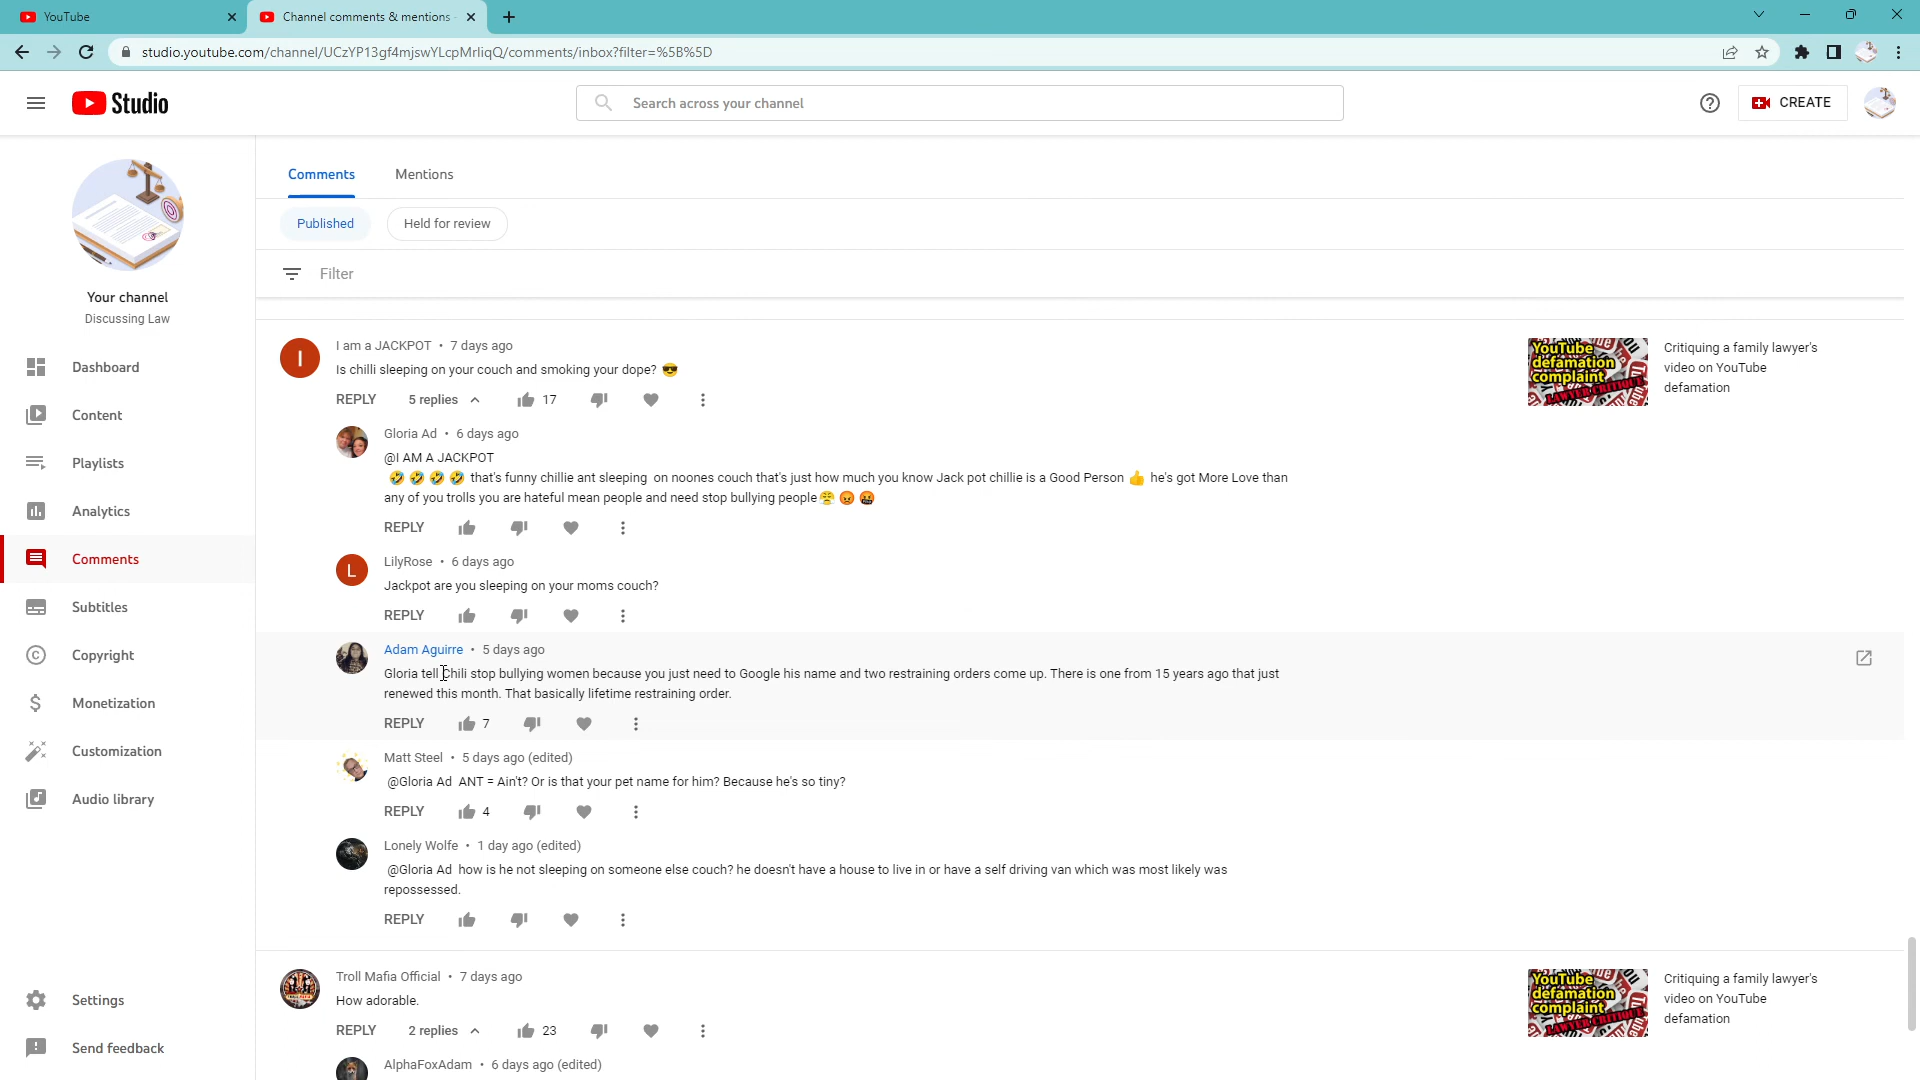 YouTube
Channel comments & mentions
studio.youtube.com/channel/UCzYP13gf4mjswYLcpMrliqQ/comments/inbox?filter=%5B%5D
Studio
Search across your channel
CREATE
Your channel
Discussing Law
Dashboard
Content
Playlists
Analytics
Comments
Subtitles
Copyright
Monetization
Customization
Audio library
Settings
Send feedback
Comments Mentions
Published Held for review
Filter
I
I am a JACKPOT • 7 days ago
Is chilli sleeping on your couch and smoking your dope? 😎
REPLY 5 replies 17
YouTube
defamation
complaint
LAWYER CRITIQUE
Critiquing a family lawyer's
video on YouTube
defamation
Gloria Ad • 6 days ago
@I AM A JACKPOT
🤣 🤣 🤣 🤣 that's funny chillie ant sleeping on noones couch that's just how much you know Jack pot chillie is a Good Person 👍 he's got More Love than
any of you trolls you are hateful mean people and need stop bullying people😤 😡 🤬
REPLY
L
LilyRose • 6 days ago
Jackpot are you sleeping on your moms couch?
REPLY
Adam Aguirre • 5 days ago
Gloria tell Chili stop bullying women because you just need to Google his name and two restraining orders come up. There is one from 15 years ago that just
renewed this month. That basically lifetime restraining order.
REPLY 7
Matt Steel • 5 days ago (edited)
@Gloria Ad ANT = Ain't? Or is that your pet name for him? Because he's so tiny?
REPLY 4
Lonely Wolfe • 1 day ago (edited)
@Gloria Ad how is he not sleeping on someone else couch? he doesn't have a house to live in or have a self driving van which was most likely was
repossessed.
REPLY
Troll Mafia Official • 7 days ago
How adorable.
REPLY 2 replies 23
YouTube
defamation
complaint
LAWYER CRITIQUE
Critiquing a family lawyer's
video on YouTube
defamation
AlphaFoxAdam • 6 days ago (edited)